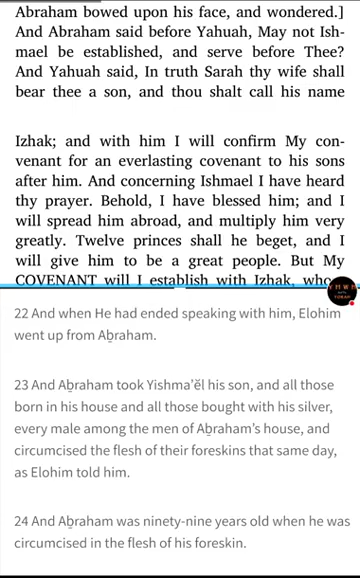 Abraham bowed upon his face, and wondered.]
And Abraham said before Yahuah, May not Ish-
mael be established, and serve before Thee?
And Yahuah said, In truth Sarah thy wife shall
bear thee a son, and thou shalt call his name
Izhak; and with him I will confirm My con-
venant for an everlasting covenant to his sons
after him. And concerning Ishmael I have heard
thy prayer. Behold, I have blessed him; and I
will spread him abroad, and multiply him very
greatly. Twelve princes shall he beget, and I
will give him to be a great people. But My
COVENANT will I establish with Izhak,
22 And when He had ended speaking with him, Elohim
went up from Aḇraham.
23 And Aḇraham took Yishma’ĕl his son, and all those
born in his house and all those bought with his silver,
every male among the men of Aḇraham’s house, and
circumcised the flesh of their foreskins that same day,
as Elohim told him.
24 And Aḇraham was ninety-nine years old when he was
circumcised in the flesh of his foreskin.